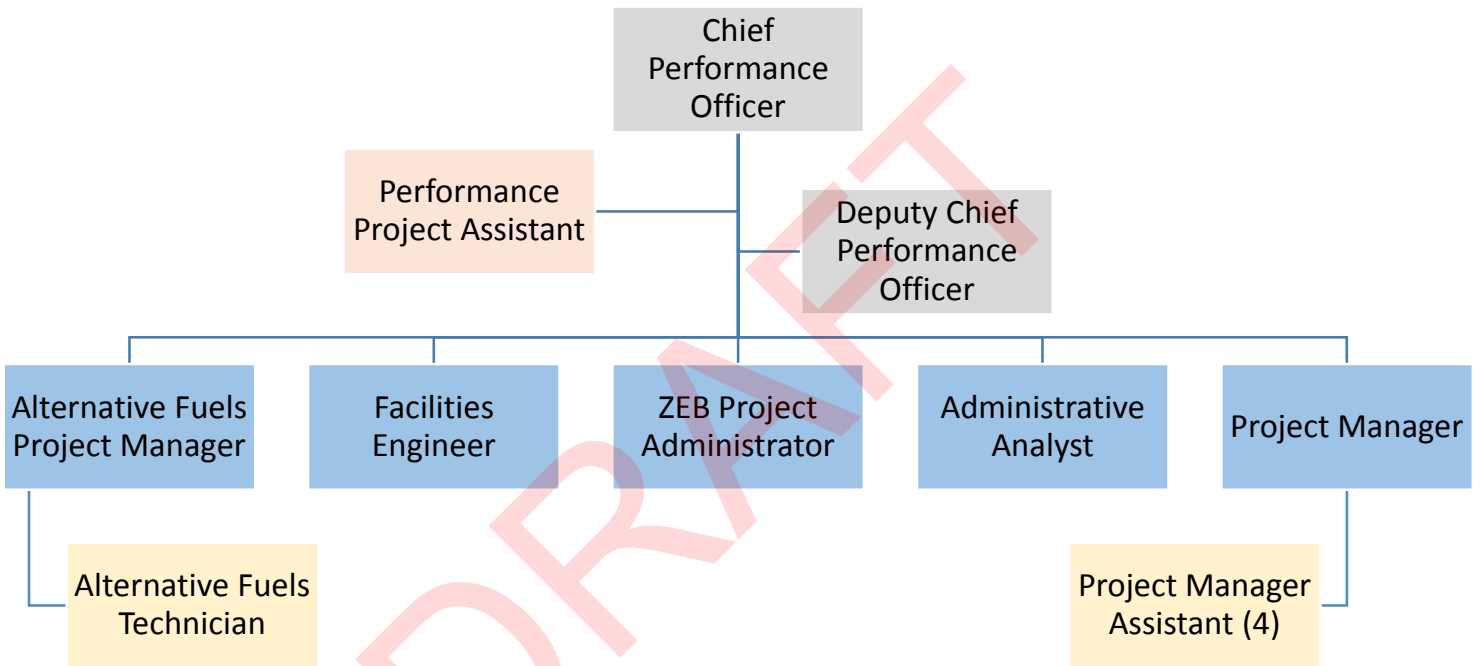 Chief
Performance
Officer
Performance
Project Assistant
Deputy Chief
Performance
Officer
Alternative Fuels
Project Manager
Facilities
Engineer
ZEB Project
Administrator
Administrative
Analyst
Project Manager
Alternative Fuels
Technician
Project Manager
Assistant (4)
DRAFT